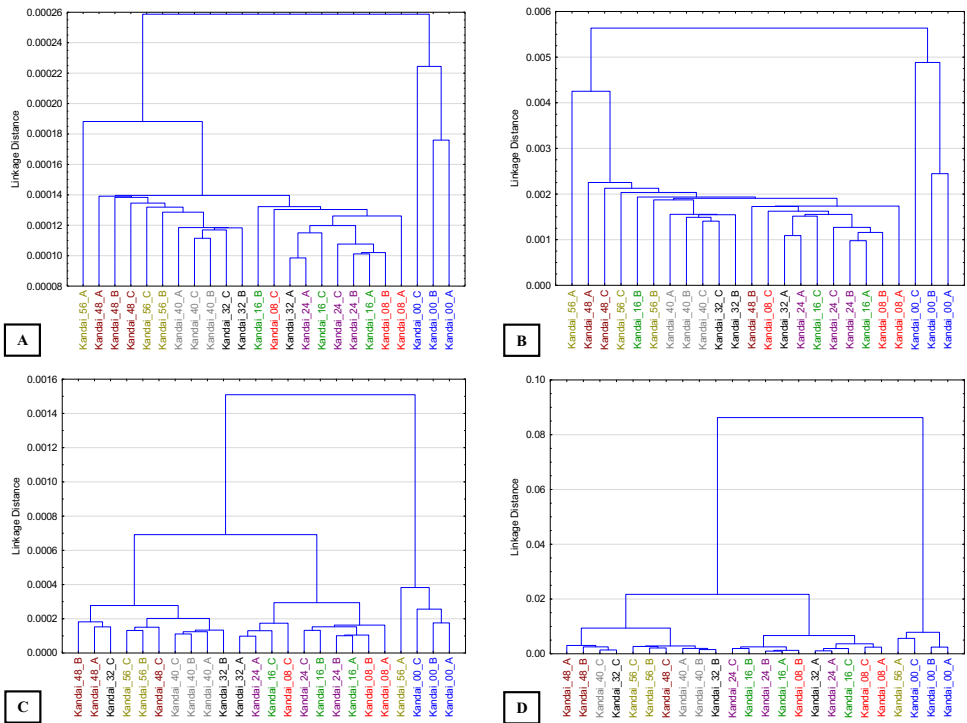 0.00026
0.00024
0.00022
0.00020
0.00018
0.00016
0.00014
0.00012
0.00010
0.00008
Linkage Distance
Kandai_56_A
Kandai_48_A
Kandai_48_B
Kandai_48_C
Kandai_56_C
Kandai_56_B
Kandai_40_A
Kandai_40_C
Kandai_40_B
Kandai_32_C
Kandai_32_B
Kandai_16_B
Kandai_08_C
Kandai_32_A
Kandai_24_A
Kandai_16_C
Kandai_24_C
Kandai_24_B
Kandai_16_A
Kandai_08_B
Kandai_08_A
Kandai_00_C
Kandai_00_B
Kandai_00_A
A
0.006
0.005
0.004
0.003
0.002
0.001
0.000
Linkage Distance
Kandai_56_A
Kandai_48_A
Kandai_48_C
Kandai_56_C
Kandai_16_B
Kandai_56_B
Kandai_40_A
Kandai_40_B
Kandai_40_C
Kandai_32_C
Kandai_32_B
Kandai_48_B
Kandai_08_C
Kandai_32_A
Kandai_24_A
Kandai_16_C
Kandai_24_C
Kandai_24_B
Kandai_16_A
Kandai_08_B
Kandai_08_A
Kandai_00_C
Kandai_00_B
Kandai_00_A
B
0.0016
0.0014
0.0012
0.0010
0.0008
0.0006
0.0004
0.0002
0.0000
Linkage Distance
Kandai_48_B
Kandai_48_A
Kandai_32_C
Kandai_56_C
Kandai_56_B
Kandai_48_C
Kandai_40_C
Kandai_40_B
Kandai_40_A
Kandai_32_B
Kandai_32_A
Kandai_24_A
Kandai_16_C
Kandai_08_C
Kandai_24_C
Kandai_16_B
Kandai_24_B
Kandai_16_A
Kandai_08_B
Kandai_08_A
Kandai_56_A
Kandai_00_C
Kandai_00_B
Kandai_00_A
C
0.10
0.08
0.06
0.04
0.02
0.00
Linkage Distance
Kandai_48_A
Kandai_48_B
Kandai_40_C
Kandai_32_C
Kandai_56_C
Kandai_56_B
Kandai_48_C
Kandai_40_A
Kandai_40_B
Kandai_32_B
Kandai_24_C
Kandai_16_B
Kandai_24_B
Kandai_16_A
Kandai_08_B
Kandai_32_A
Kandai_24_A
Kandai_16_C
Kandai_08_C
Kandai_08_A
Kandai_56_A
Kandai_00_C
Kandai_00_B
Kandai_00_A
D